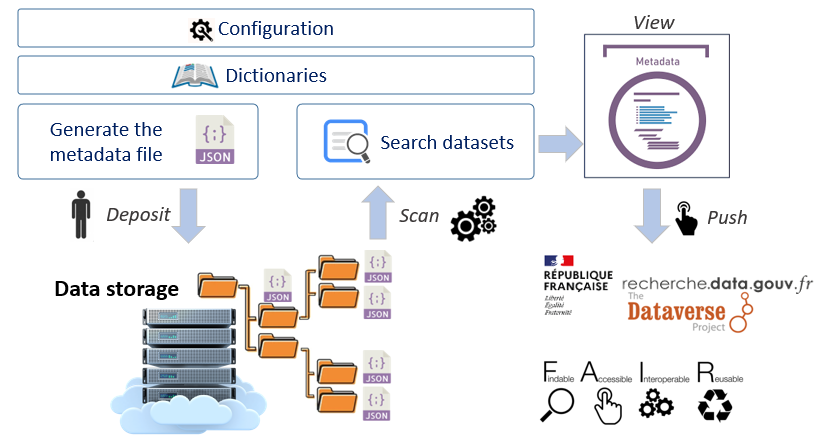 Configuration
View
Dictionaries
Metadata
Generate the
metadata file
{:}
JSON
Search datasets
Deposit
Scan
Push
Data storage
{:}
JSON
{:}
JSON
{:}
JSON
{:}
JSON
{:}
JSON
RÉPUBLIQUE
FRANÇAISE
Liberté
Égalité
Fraternité
recherche.data.gouv.fr
The
Dataverse
Project
Findable Accessible Interoperable Reusable